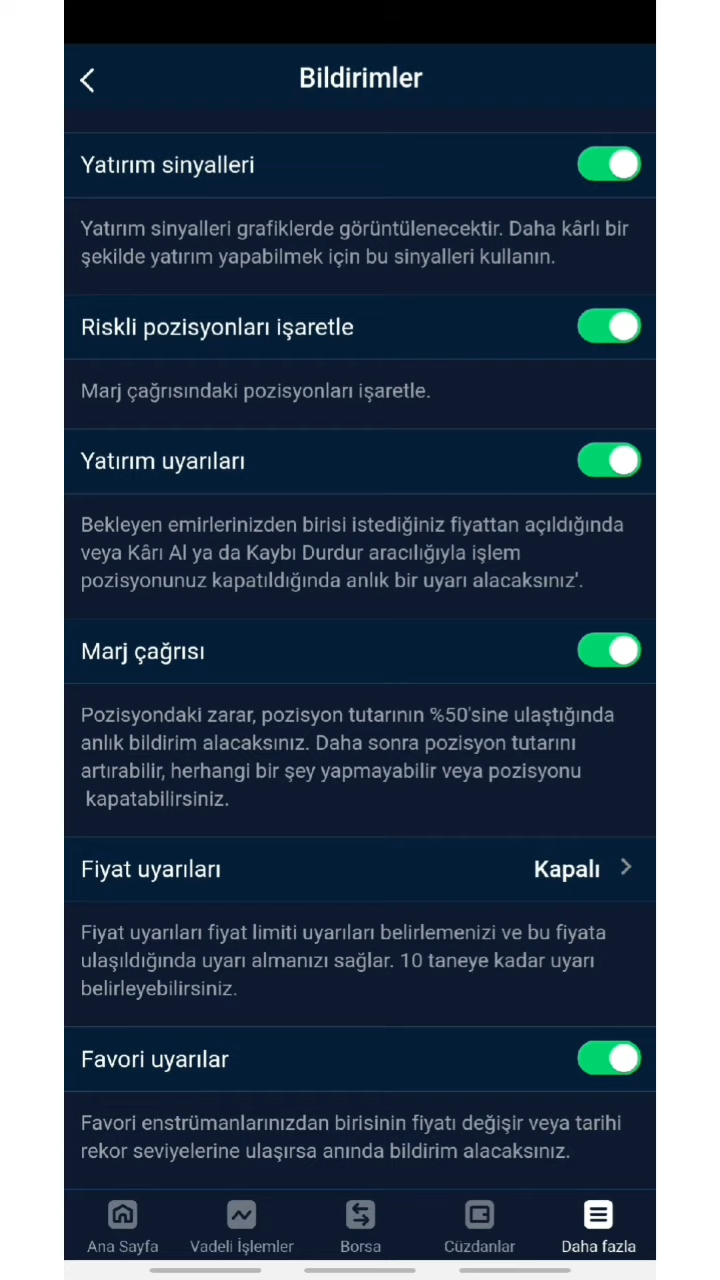 Bildirimler
Yatırım sinyalleri
Yatırım sinyalleri grafiklerde görüntülenecektir. Daha kârlı bir
şekilde yatırım yapabilmek için bu sinyalleri kullanın.
Riskli pozisyonları işaretle
Marj çağrısındaki pozisyonları işaretle.
Yatırım uyarıları
Bekleyen emirlerinizden birisi istediğiniz fiyattan açıldığında
veya Kârı Al ya da Kaybı Durdur aracılığıyla işlem
pozisyonunuz kapatıldığında anlık bir uyarı alacaksınız'.
Marj çağrısı
Pozisyondaki zarar, pozisyon tutarının %50'sine ulaştığında
anlık bildirim alacaksınız. Daha sonra pozisyon tutarını
artırabilir, herhangi bir şey yapmayabilir veya pozisyonu
kapatabilirsiniz.
Fiyat uyarıları Kapalı
Fiyat uyarıları fiyat limiti uyarıları belirlemenizi ve bu fiyata
ulaşıldığında uyarı almanızı sağlar. 10 taneye kadar uyarı
belirleyebilirsiniz.
Favori uyarılar
Favori enstrümanlarınızdan birisinin fiyatı değişir veya tarihi
rekor seviyelerine ulaşırsa anında bildirim alacaksınız.
Ana Sayfa Vadeli İşlemler Borsa Cüzdanlar Daha fazla